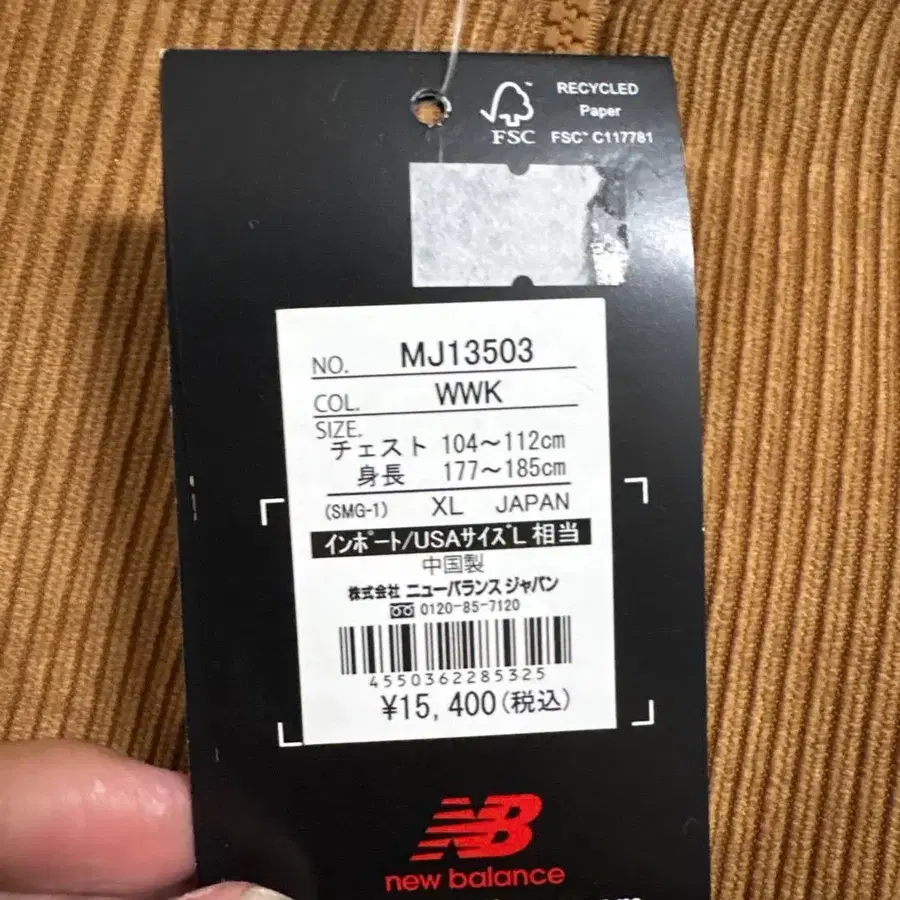 RECYCLED
Paper
FSC
FSC™ C117781
NO. MJ13503
COL. WWK
SIZE.
チェスト 104～112cm
身長 177～185cm
(SMG-1) XL JAPAN
インポート/USAサイズL 相当
中国製
株式会社 ニューバランス ジャパン
0120-85-7120
4550362285325
¥15,400(税込)
NB
new balance